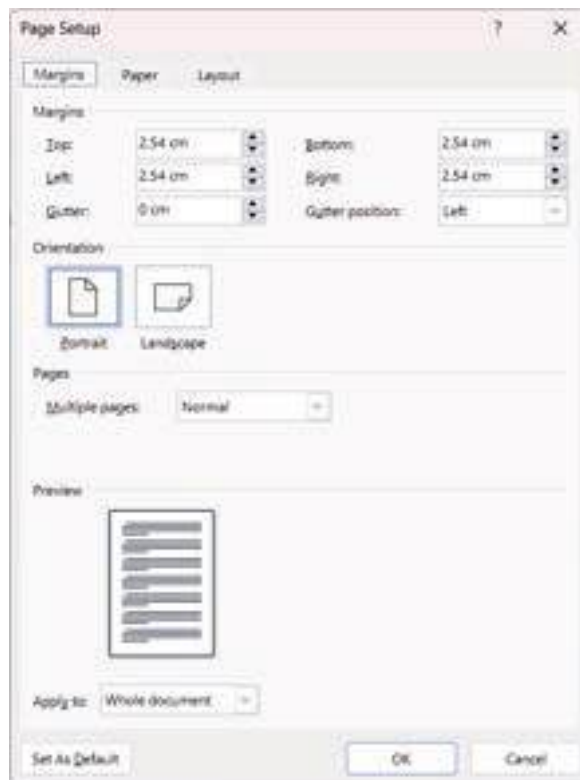 Page Setup ? ×
Margins Paper Layout
Margins
Top: 2.54 cm Bottom: 2.54 cm
Left: 2.54 cm Right: 2.54 cm
Gutter: 0 cm Gutter position: Left
Orientation
Portrait Landscape
Pages
Multiple pages: Normal
Preview
Apply to: Whole document
Set As Default OK Cancel